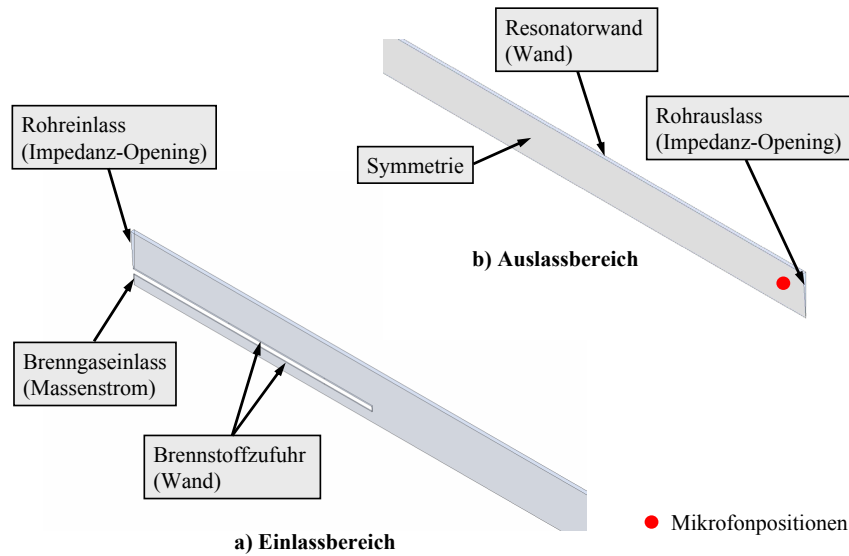 Resonatorwand
(Wand)
Rohreinlass
(Impedanz-Opening)
Rohrauslass
(Impedanz-Opening)
Symmetrie
b) Auslassbereich
Brenngaseinlass
(Massenstrom)
Brennstoffzufuhr
(Wand)
Mikrofonpositionen
a) Einlassbereich